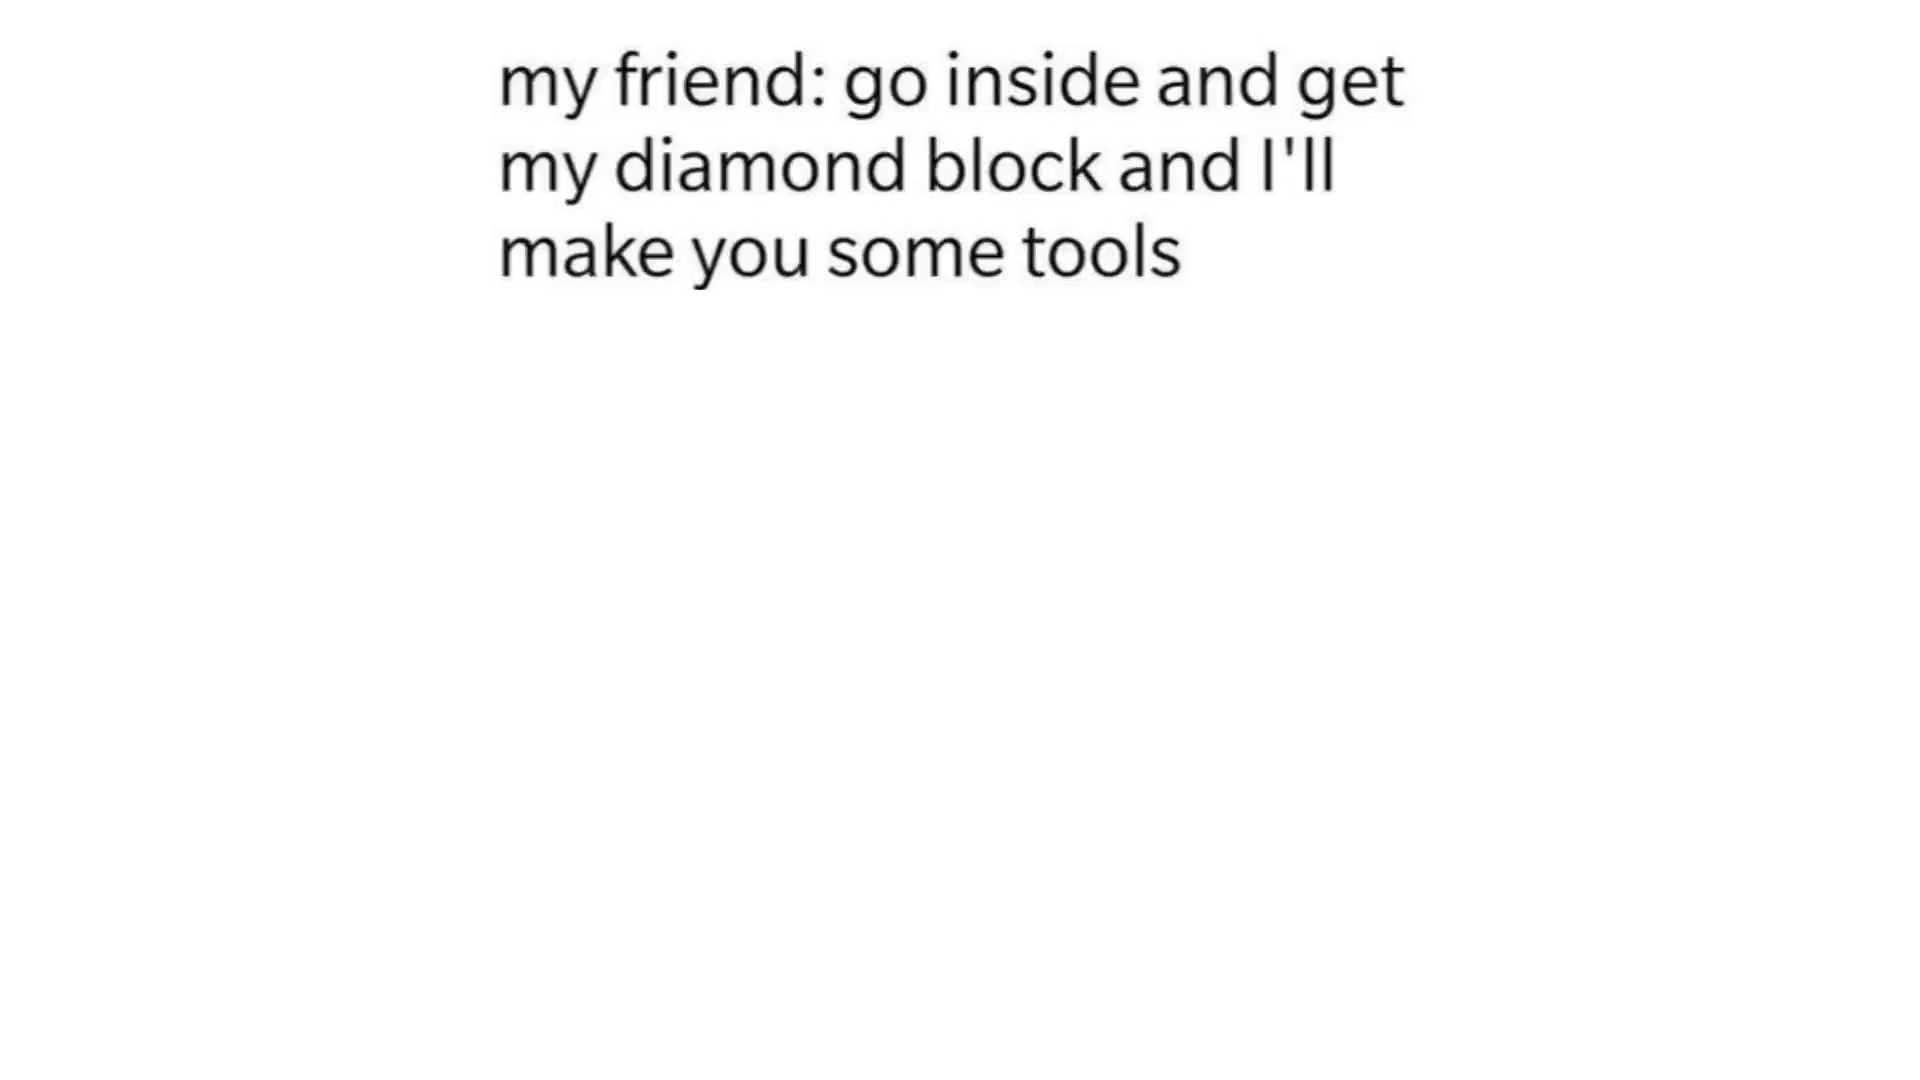 my friend: go inside and get
my diamond block and I'll
make you some tools